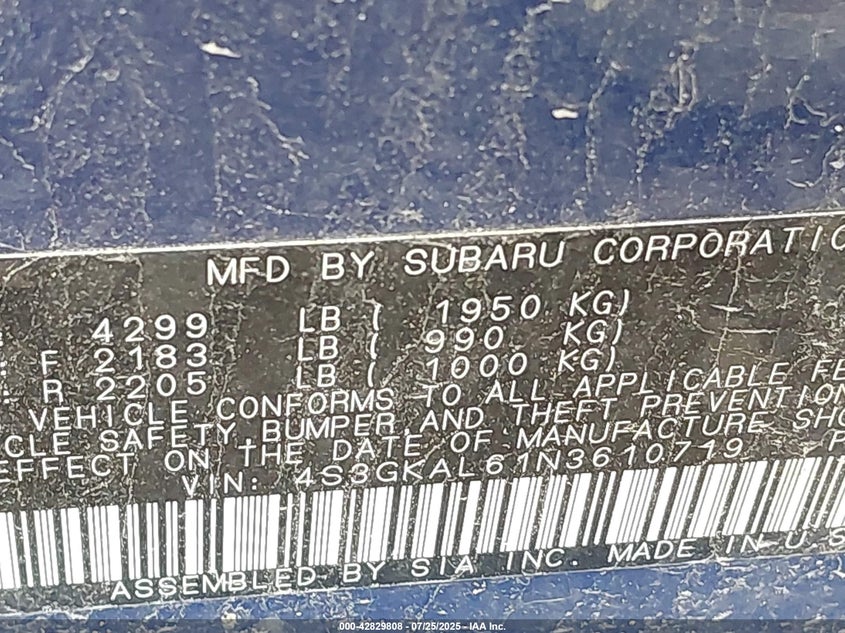 MFD BY SUBARU CORPORATIO
4299 LB ( 1950 KG)
F 2183 LB ( 990 KG)
R 2205 LB ( 1000 KG)
VEHICLE CONFORMS TO ALL APPLICABLE FE
CLE SAFETY, BUMPER, AND THEFT PREVENTION
EFFECT ON THE DATE OF MANUFACTURE SHO
VIN: 4S3GKAL61N3610719 P
ASSEMBLED BY SIA INC. MADE IN U S
000-42829808 - 07/25/2025 - IAA Inc.